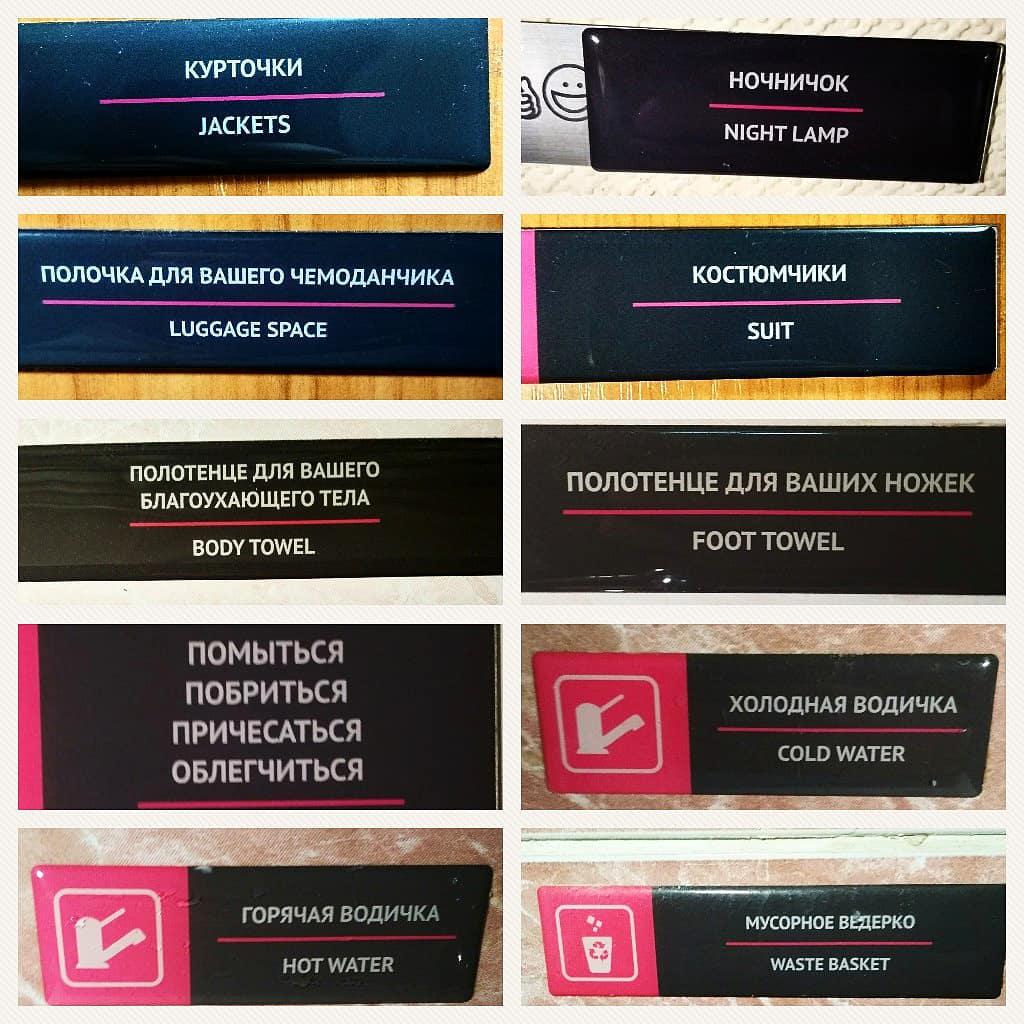 КУРТОЧКИ
JACKETS
НОЧНИЧОК
NIGHT LAMP
ПОЛОЧКА ДЛЯ ВАШЕГО ЧЕМОДАНЧИКА
LUGGAGE SPACE
КОСТЮМЧИКИ
SUIT
ПОЛОТЕНЦЕ ДЛЯ ВАШЕГО
БЛАГОУХАЮЩЕГО ТЕЛА
BODY TOWEL
ПОЛОТЕНЦЕ ДЛЯ ВАШИХ НОЖЕК
FOOT TOWEL
ПОМЫТЬСЯ
ПОБРИТЬСЯ
ПРИЧЕСАТЬСЯ
ОБЛЕГЧИТЬСЯ
ХОЛОДНАЯ ВОДИЧКА
COLD WATER
ГОРЯЧАЯ ВОДИЧКА
HOT WATER
МУСОРНОЕ ВЕДЕРКО
WASTE BASKET